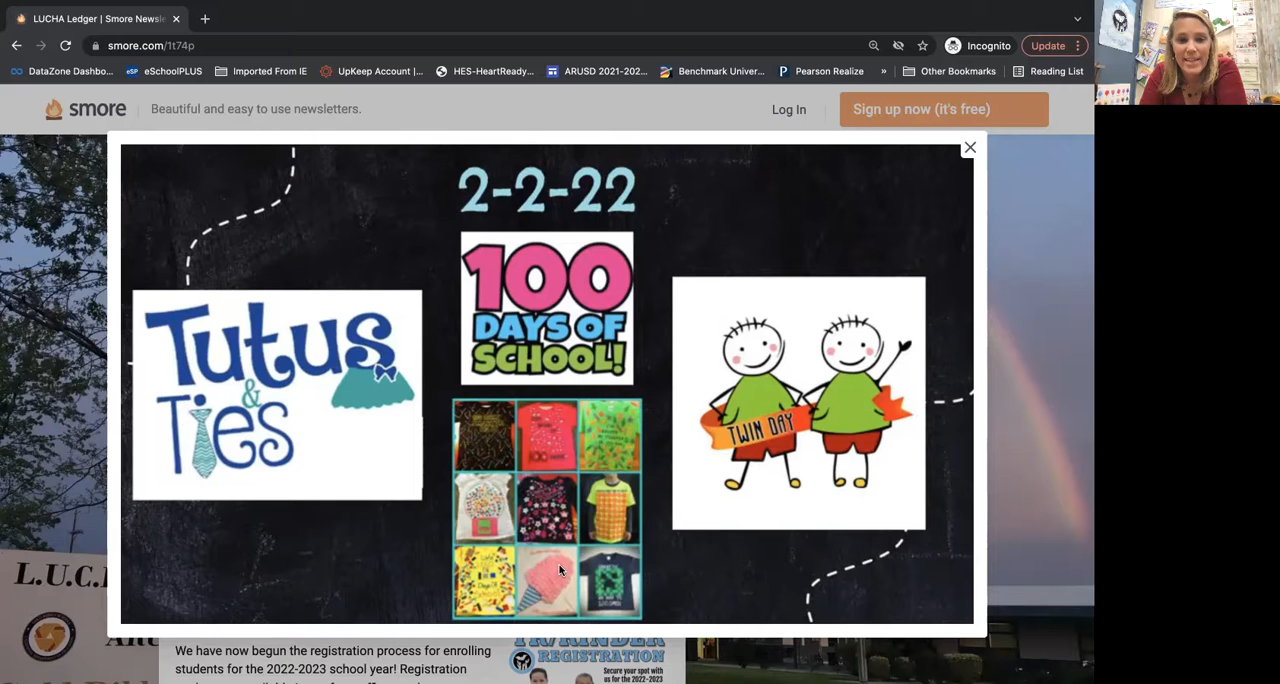 LUCHA Ledger | Smore Newsle
smore.com/1t74p
Incognito
Update
DataZone Dashbo...
eSchoolPLUS
Imported From IE
UpKeep Account |...
HES-HeartReady...
ARUSD 2021-202...
Benchmark Univer...
Pearson Realize
»
Other Bookmarks
Reading List
smore
Beautiful and easy to use newsletters.
Log In
Sign up now (it's free)
2-2-22
100
DAYS OF
SCHOOL!
Tutus
&
Ties
TWIN DAY
L.U.C.
We have now begun the registration process for enrolling
students for the 2022-2023 school year! Registration
TK/KINDER
REGISTRATION
Secure your spot with
us for the 2022-2023